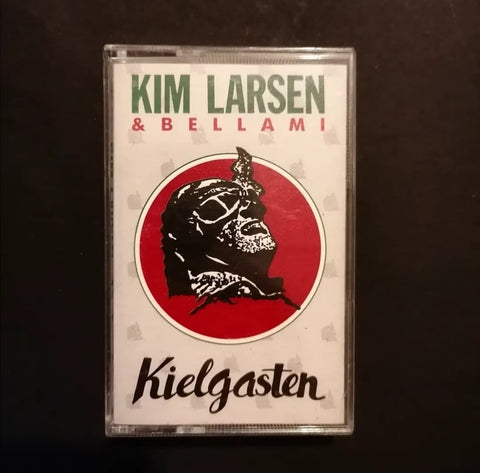 KIM LARSEN
& BELLAMI
Kielgasten